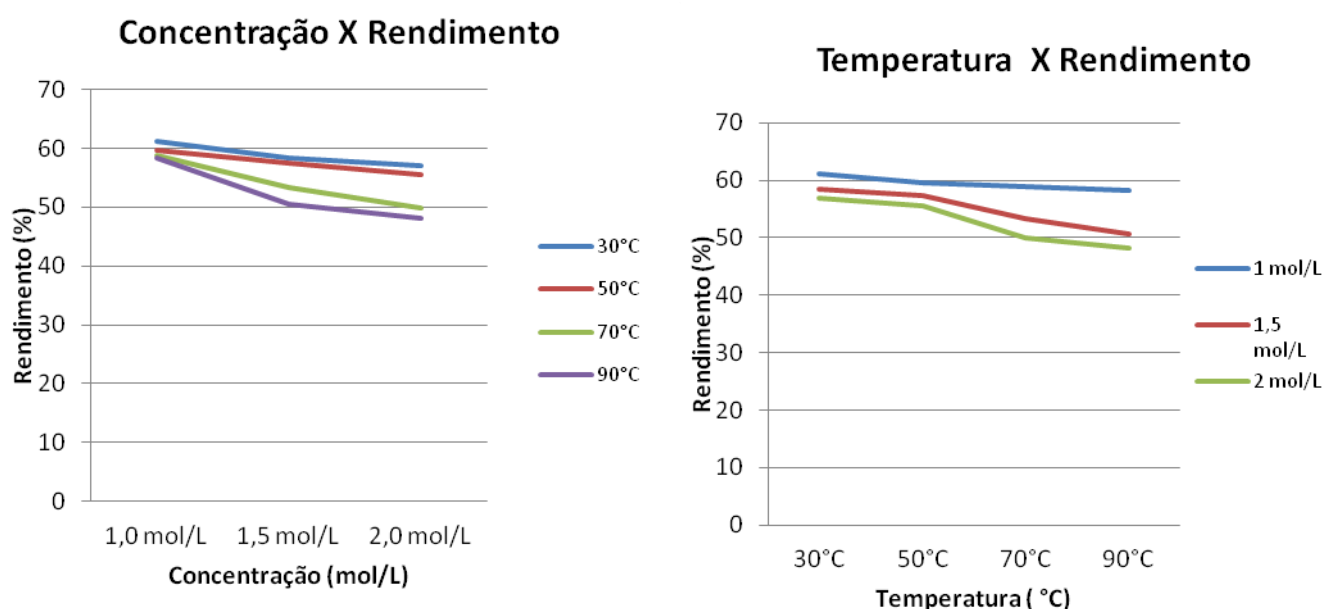 Concentração X Rendimento
70
60
50
40
30
20
10
0
Rendimento (%)
1,0 mol/L 1,5 mol/L 2,0 mol/L
Concentração (mol/L)
30°C
50°C
70°C
90°C
Temperatura X Rendimento
70
60
50
40
30
20
10
0
Rendimento (%)
30°C 50°C 70°C 90°C
Temperatura ( °C)
1 mol/L
1,5
mol/L
2 mol/L